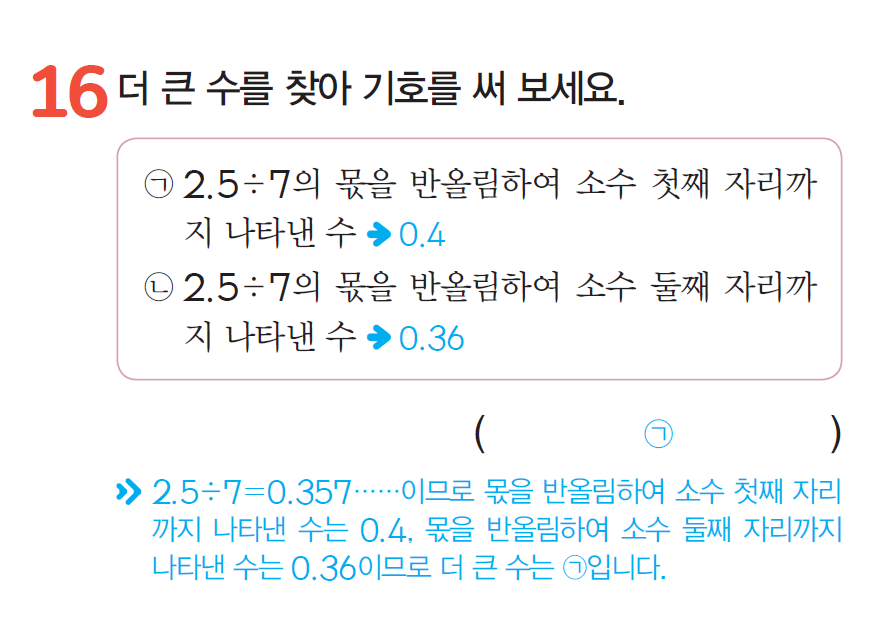 16 더 큰 수를 찾아 기호를 써 보세요.
㉠ 2.5÷7의 몫을 반올림하여 소수 첫째 자리까
지 나타낸 수 ➔ 0.4
㉡ 2.5÷7의 몫을 반올림하여 소수 둘째 자리까
지 나타낸 수 ➔ 0.36
( ㉠ )
» 2.5÷7=0.357……이므로 몫을 반올림하여 소수 첫째 자리
까지 나타낸 수는 0.4, 몫을 반올림하여 소수 둘째 자리까지
나타낸 수는 0.36이므로 더 큰 수는 ㉠입니다.